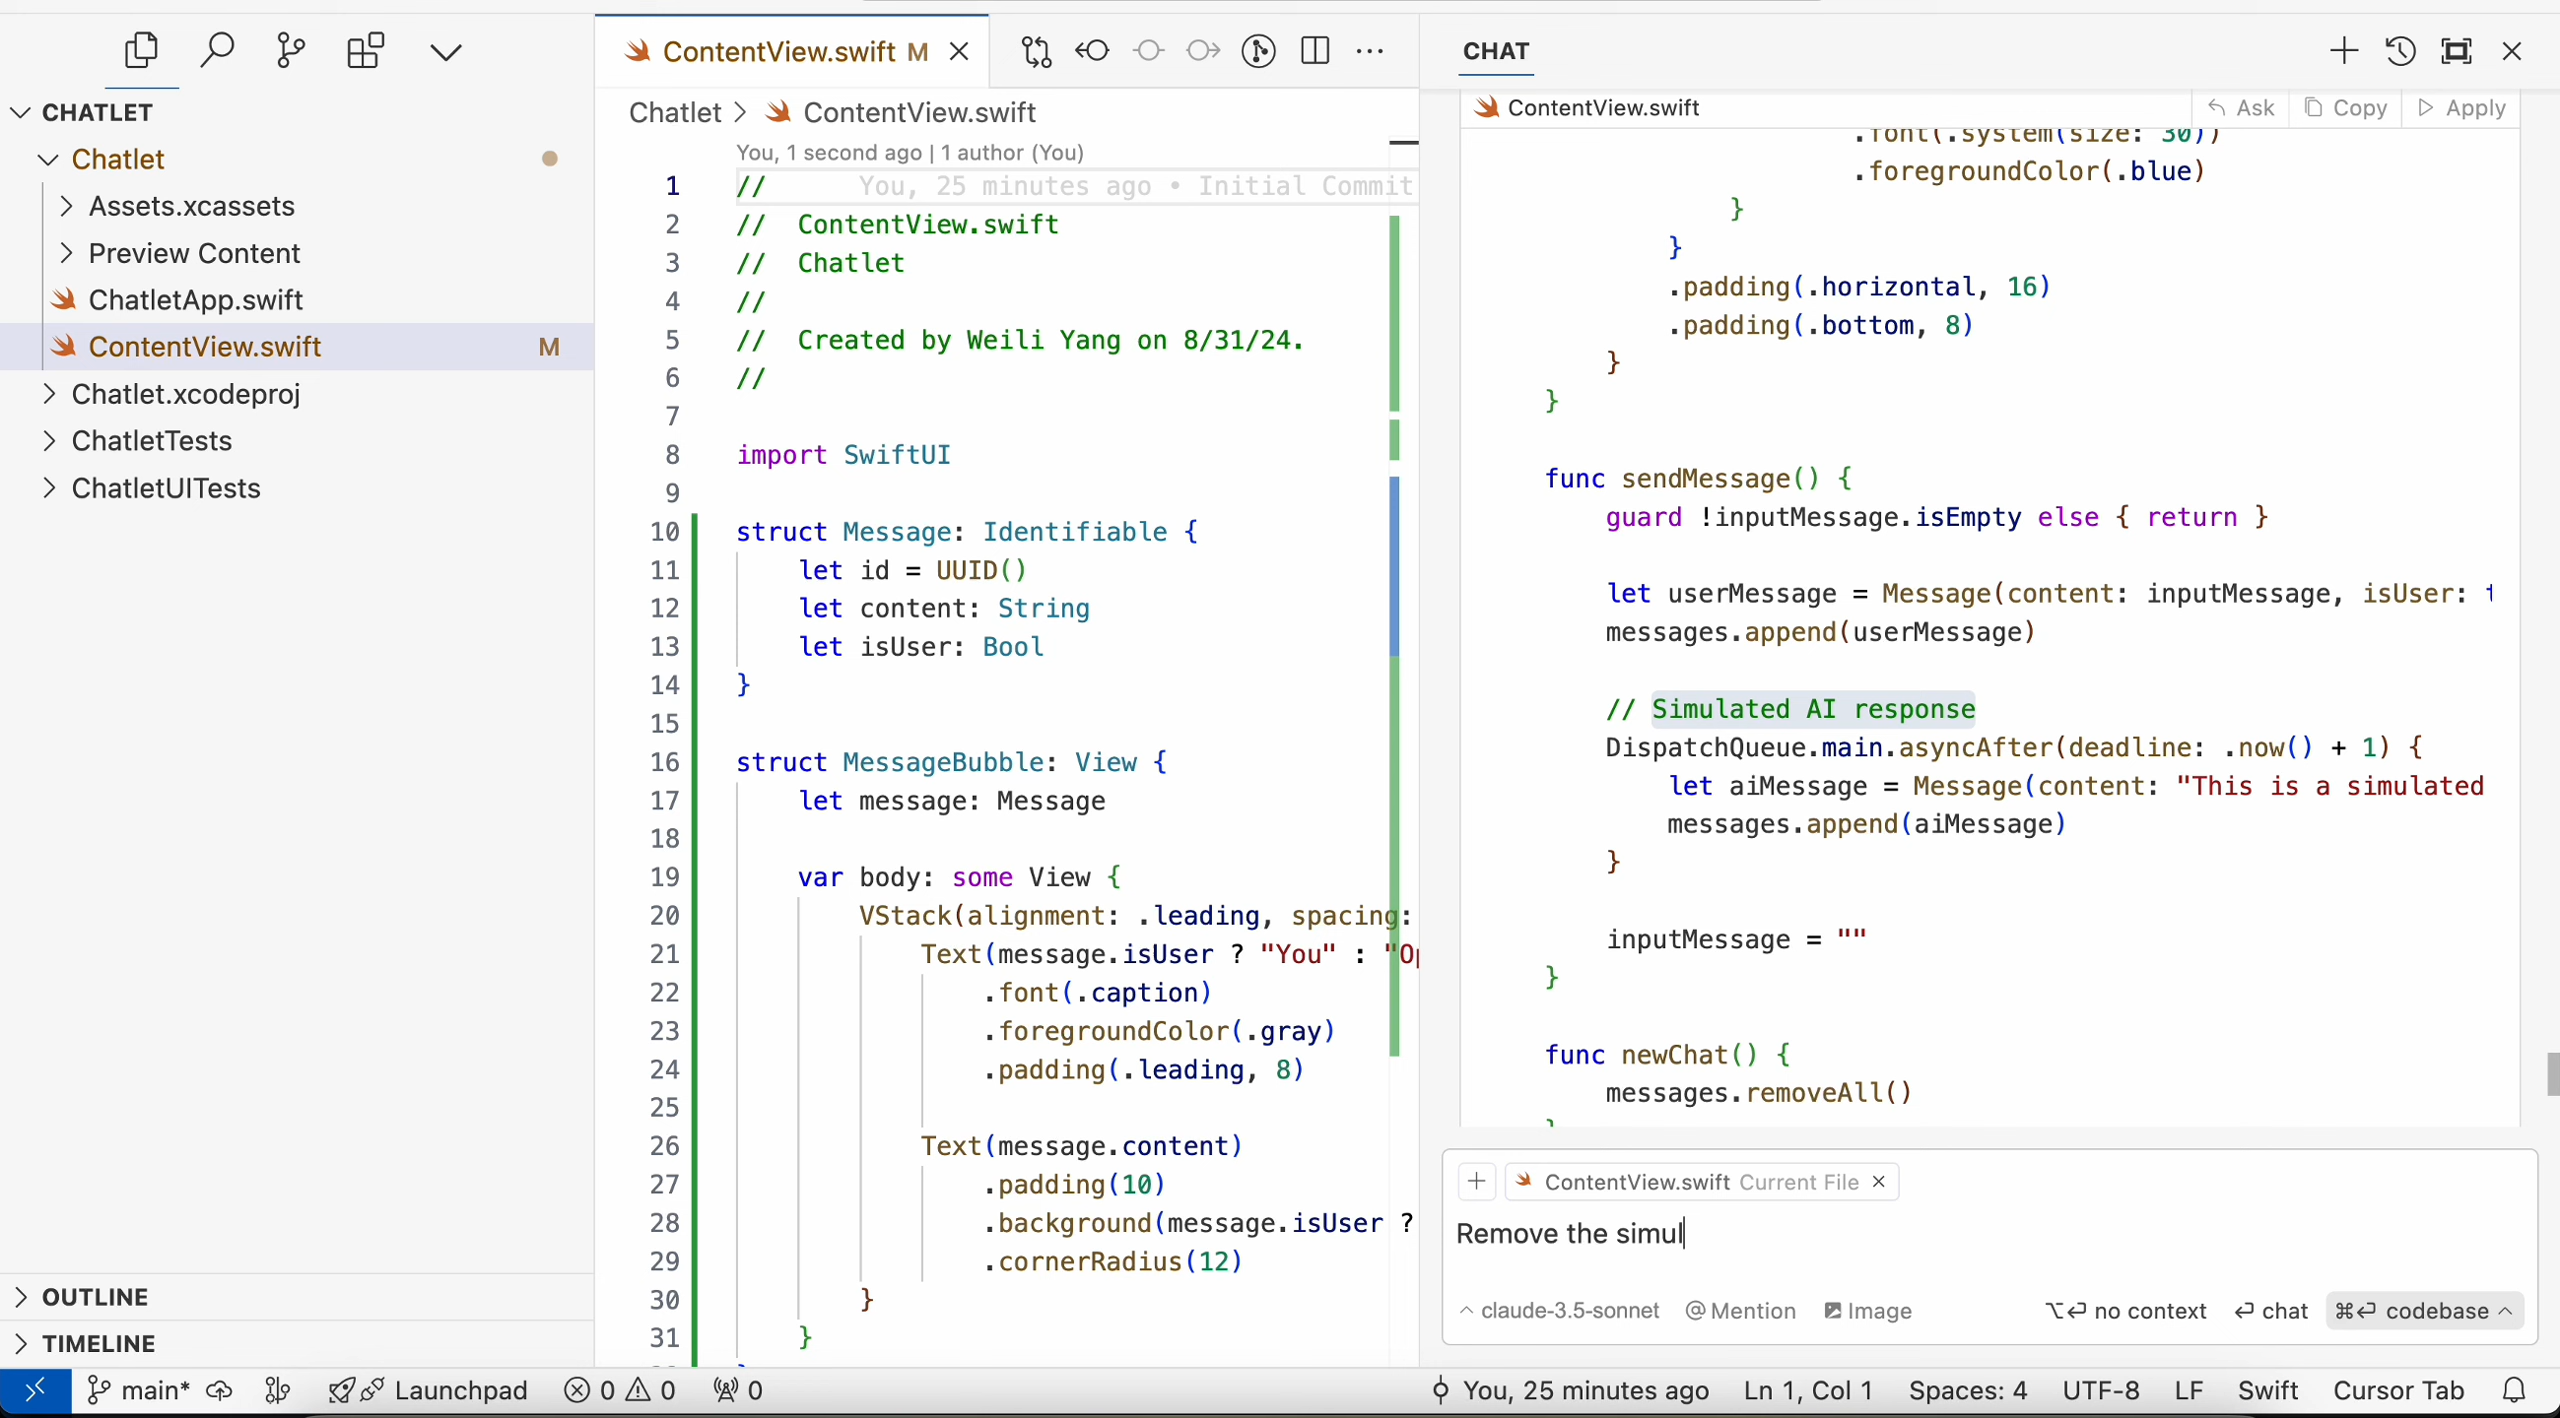 CHATLET
Chatlet
Assets.xcassets
Preview Content
ChatletApp.swift
ContentView.swift M
Chatlet.xcodeproj
ChatletTests
ChatletUITests
OUTLINE
TIMELINE
ContentView.swift M
Chatlet > ContentView.swift
You, 1 second ago | 1 author (You)
1 // You, 25 minutes ago • Initial Commit
2 //  ContentView.swift
3 //  Chatlet
4 //
5 //  Created by Weili Yang on 8/31/24.
6 //
7
8 import SwiftUI
9
10 struct Message: Identifiable {
11     let id = UUID()
12     let content: String
13     let isUser: Bool
14 }
15
16 struct MessageBubble: View {
17     let message: Message
18
19     var body: some View {
20         VStack(alignment: .leading, spacing:
21             Text(message.isUser ? "You" : "Op
22                 .font(.caption)
23                 .foregroundColor(.gray)
24                 .padding(.leading, 8)
25
26             Text(message.content)
27                 .padding(10)
28                 .background(message.isUser ?
29                 .cornerRadius(12)
30         }
31     }
CHAT
ContentView.swift Ask Copy Apply
.font(.system(size: 30))
.foregroundColor(.blue)
}
}
.padding(.horizontal, 16)
.padding(.bottom, 8)
}
}
func sendMessage() {
guard !inputMessage.isEmpty else { return }
let userMessage = Message(content: inputMessage, isUser:
messages.append(userMessage)
// Simulated AI response
DispatchQueue.main.asyncAfter(deadline: .now() + 1) {
let aiMessage = Message(content: "This is a simulated
messages.append(aiMessage)
}
inputMessage = ""
}
func newChat() {
messages.removeAll()
ContentView.swift Current File
Remove the simul
claude-3.5-sonnet @ Mention Image no context chat codebase
main* Launchpad 0 0 0 You, 25 minutes ago Ln 1, Col 1 Spaces: 4 UTF-8 LF Swift Cursor Tab